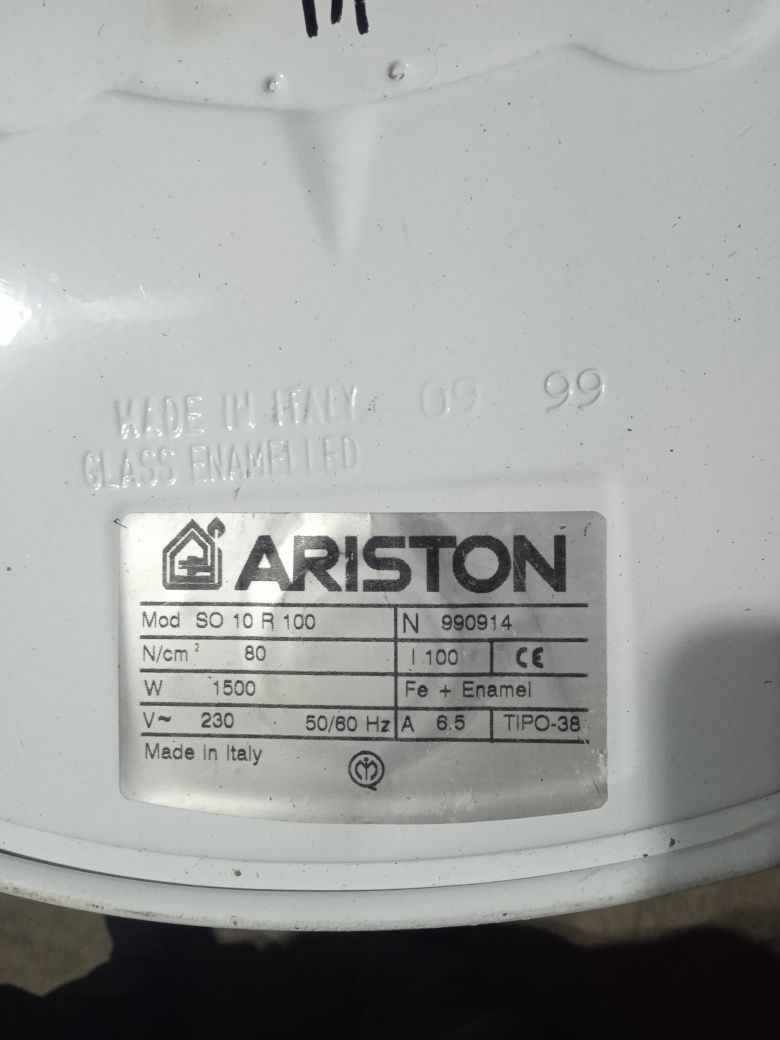 MADE IN ITALY 09 99
GLASS ENAMELLED
ARISTON
Mod SO 10 R 100 N 990914
N/cm² 80 l 100 CE
W 1500 Fe + Enamel
V~ 230 50/60 Hz A 6.5 TIPO-38
Made in Italy